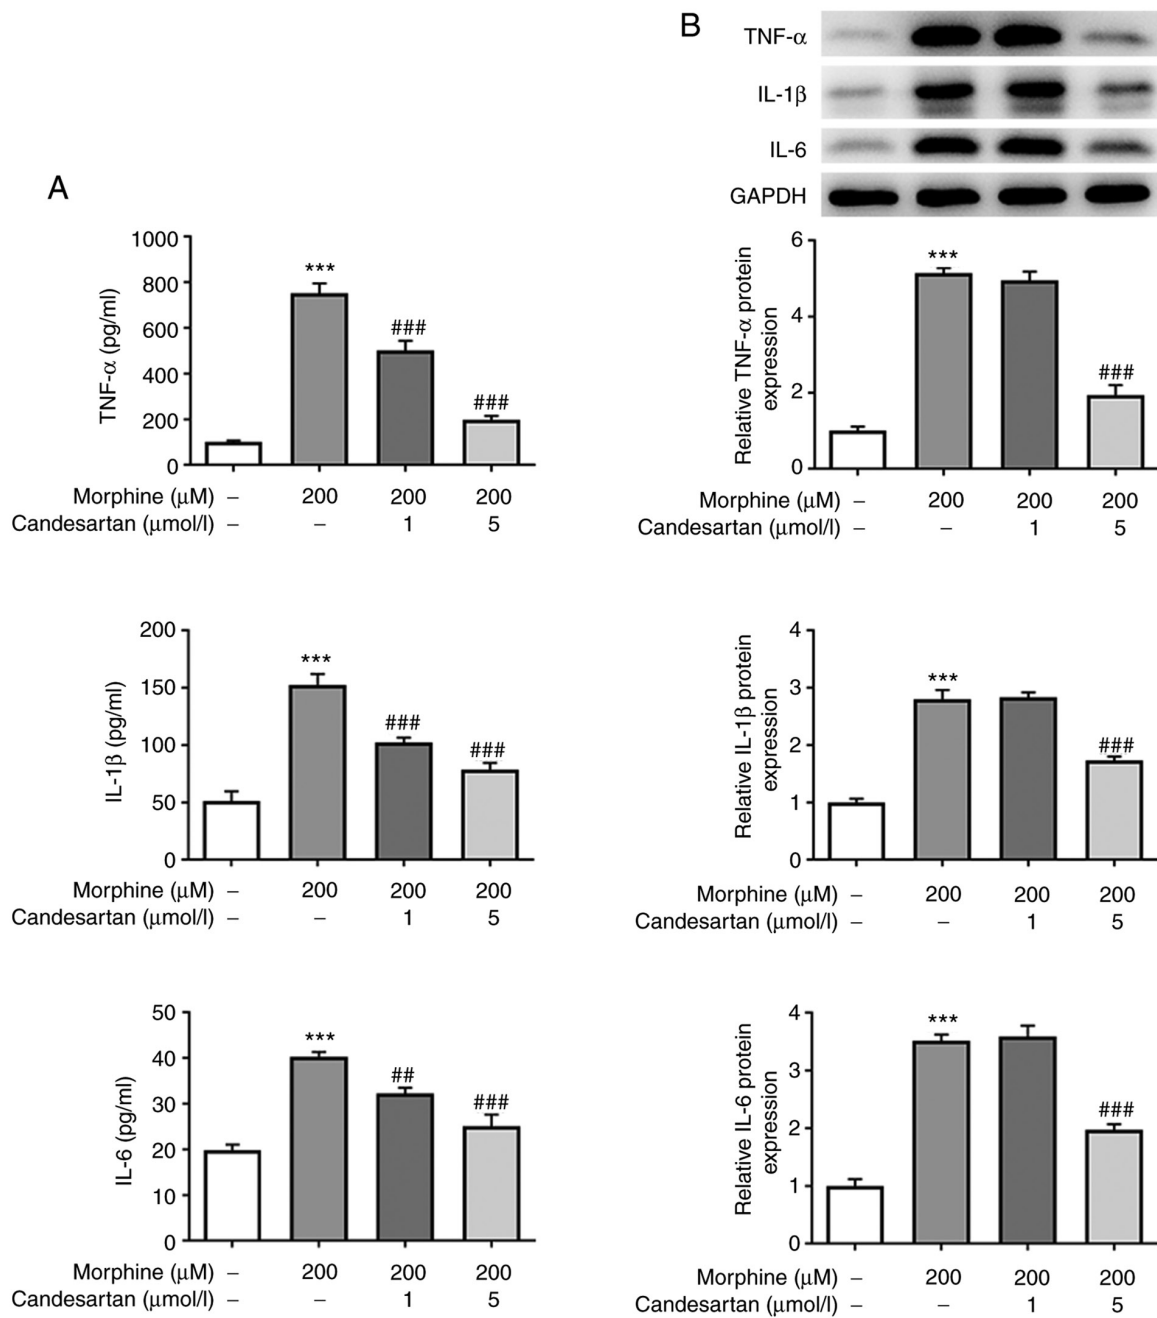 A
1000
800
600
400
200
0
TNF-α (pg/ml)
***
###
###
Morphine (μM) – 200 200 200
Candesartan (μmol/l) – – 1 5
200
150
100
50
0
IL-1β (pg/ml)
***
###
###
Morphine (μM) – 200 200 200
Candesartan (μmol/l) – – 1 5
50
40
30
20
10
0
IL-6 (pg/ml)
***
##
###
Morphine (μM) – 200 200 200
Candesartan (μmol/l) – – 1 5
B
TNF-α
IL-1β
IL-6
GAPDH
6
4
2
0
Relative TNF-α protein
expression
***
###
Morphine (μM) – 200 200 200
Candesartan (μmol/l) – – 1 5
4
3
2
1
0
Relative IL-1β protein
expression
***
###
Morphine (μM) – 200 200 200
Candesartan (μmol/l) – – 1 5
4
3
2
1
0
Relative IL-6 protein
expression
***
###
Morphine (μM) – 200 200 200
Candesartan (μmol/l) – – 1 5